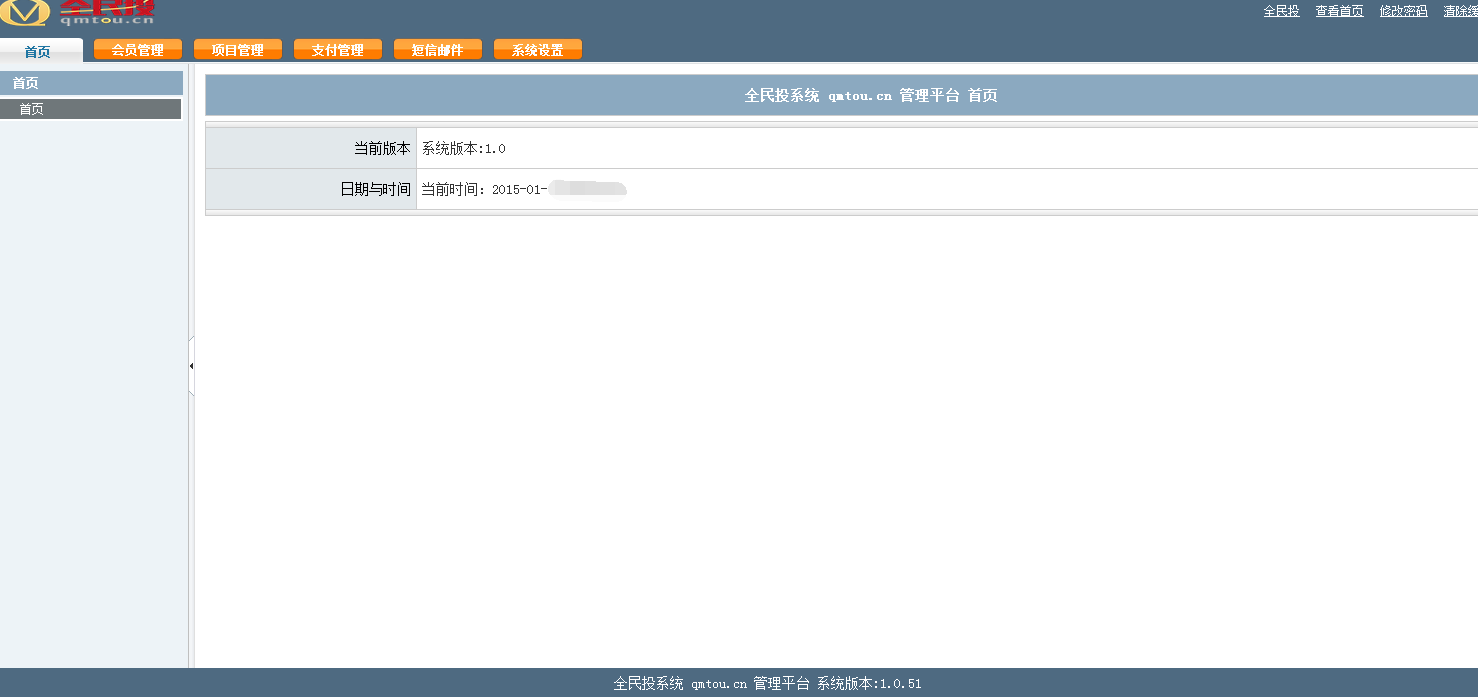 全民投
qmtou.cn
全民投 查看首页 修改密码 清除缓
首页 会员管理 项目管理 支付管理 短信邮件 系统设置
首页
首页
全民投系统 qmtou.cn 管理平台 首页
当前版本 系统版本:1.0
日期与时间 当前时间：2015-01-
全民投系统 qmtou.cn 管理平台 系统版本:1.0.51